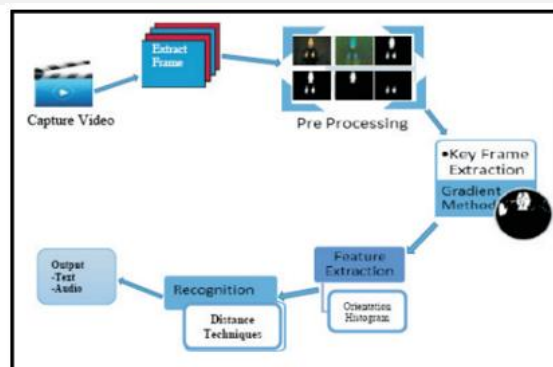 Extract
Frame
Capture Video
Pre Processing
•Key Frame
Extraction
Gradient
Method
Feature
Extraction
Orientation
Histogram
Recognition
Distance
Techniques
Output
-Text
-Audio